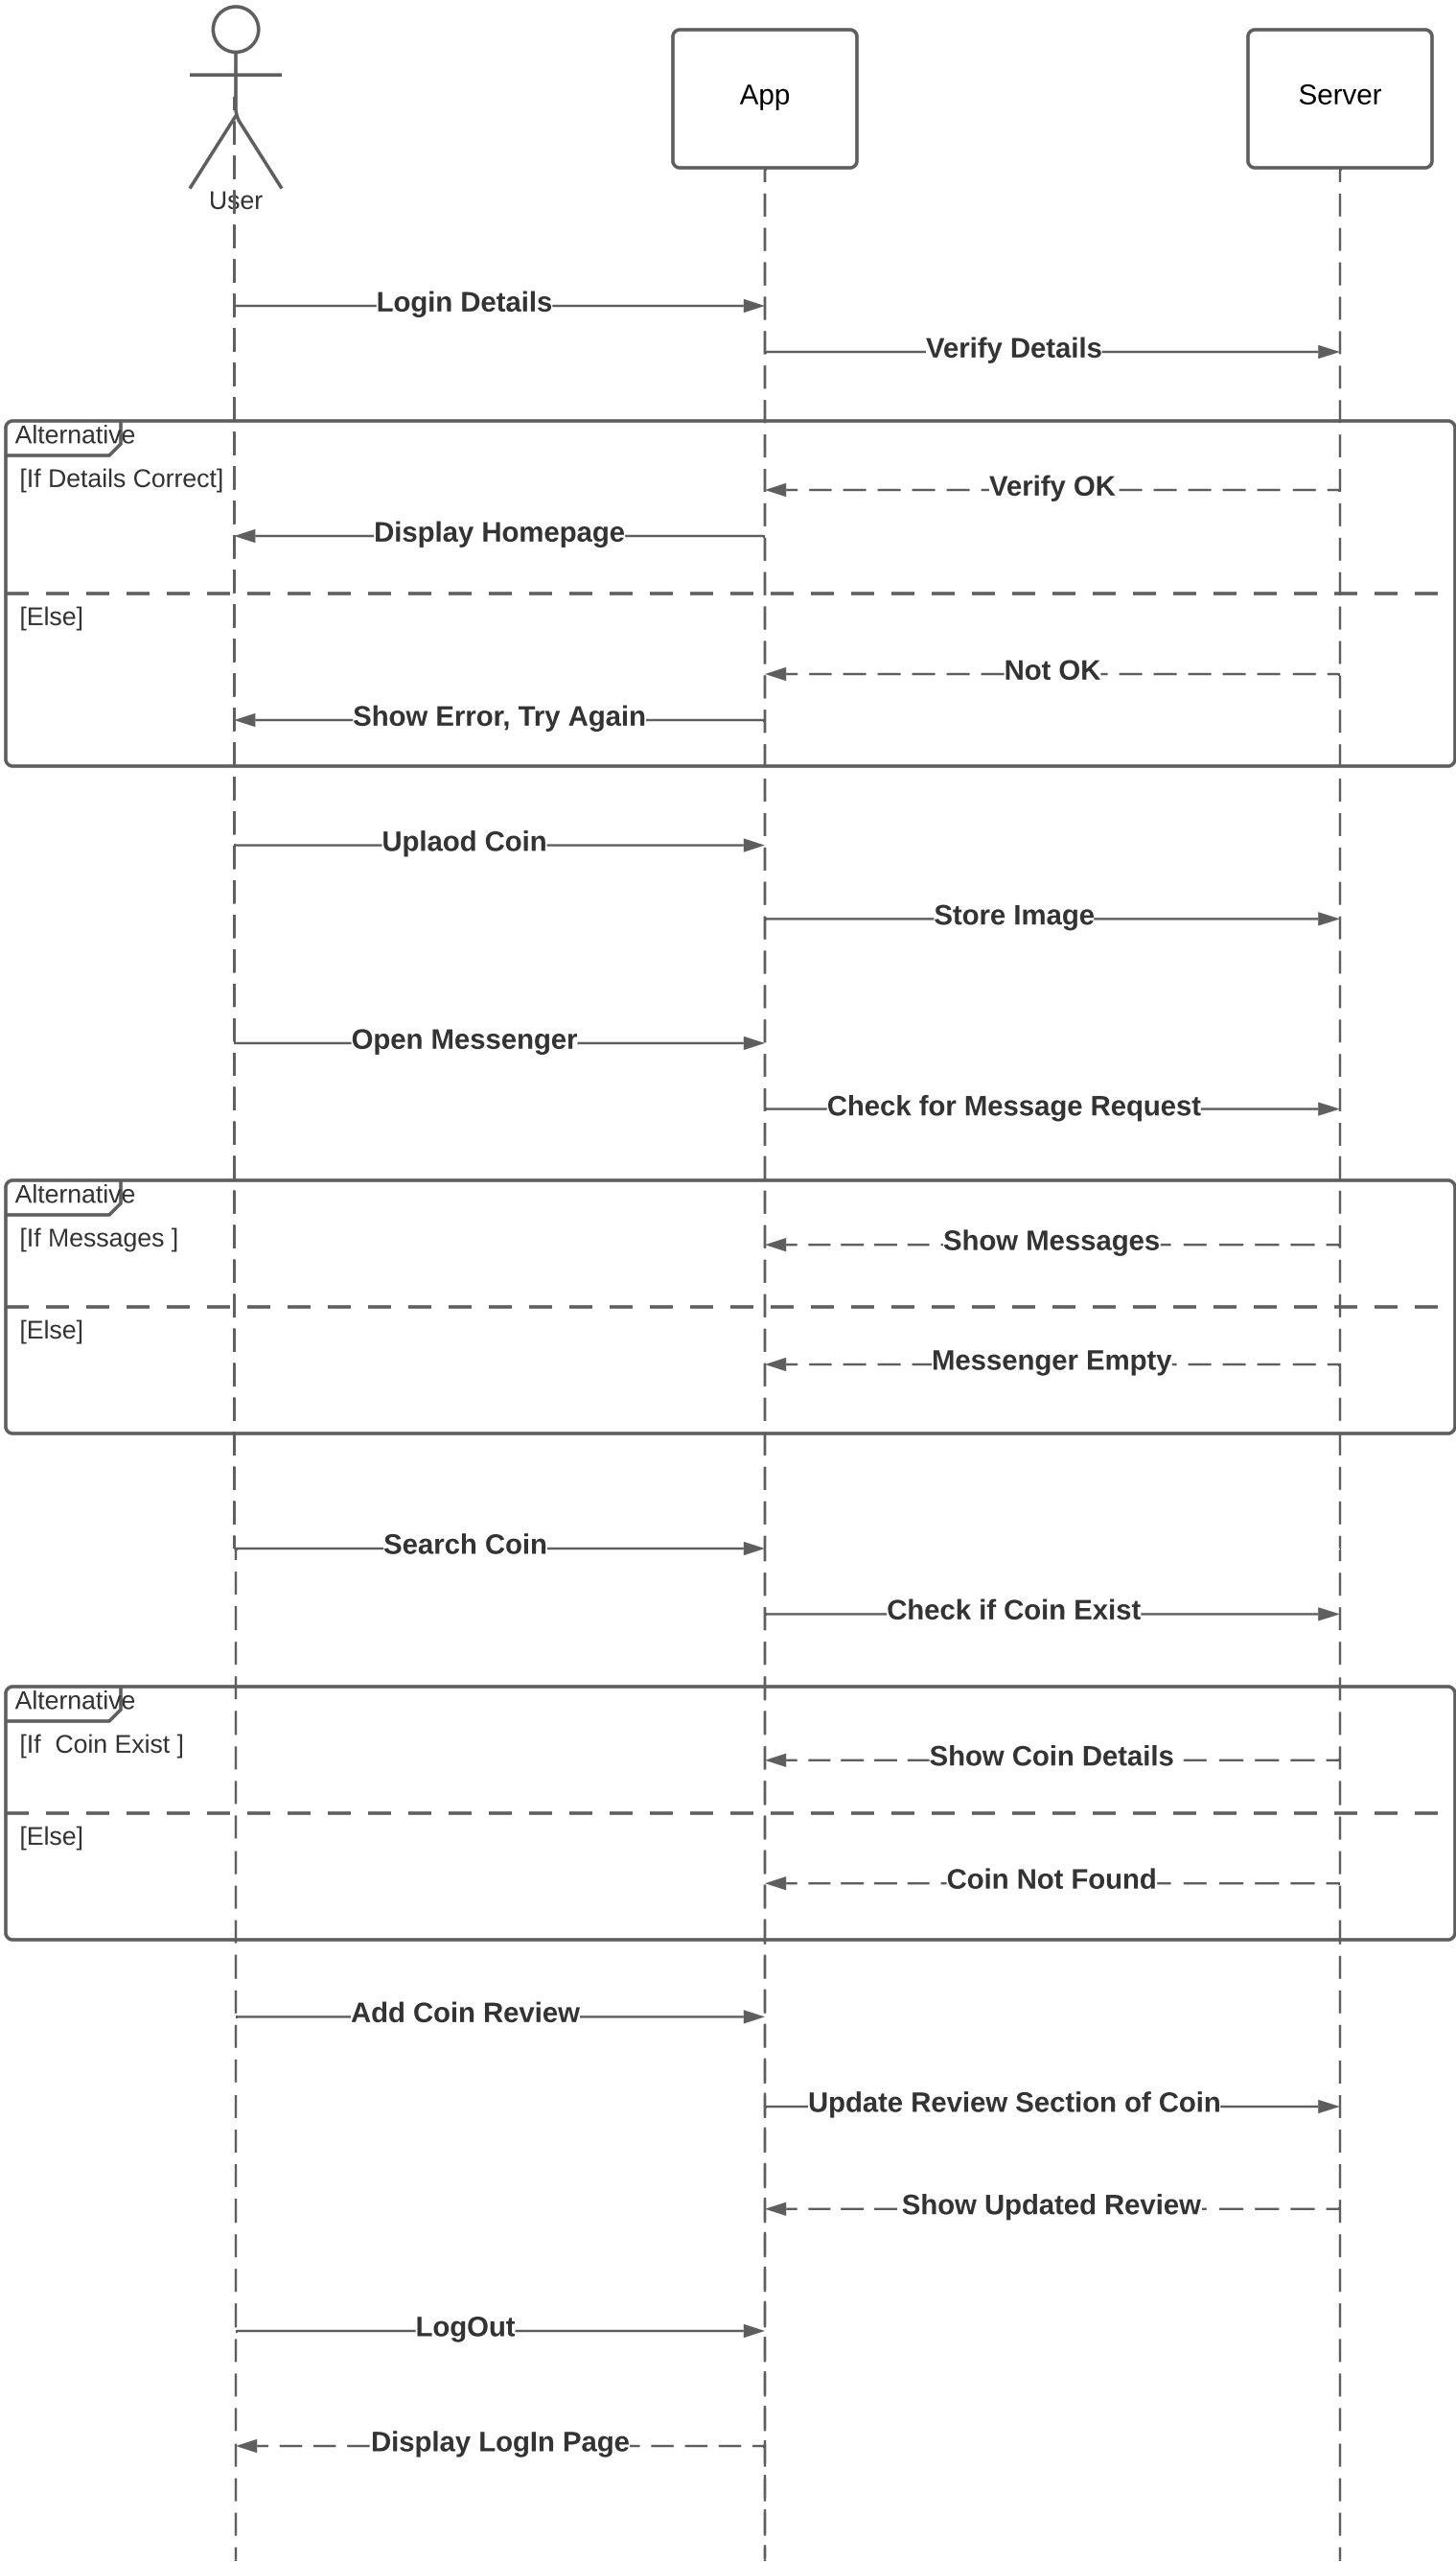 App
Server
User
Login Details
Verify Details
Alternative
[If Details Correct]
Verify OK
Display Homepage
[Else]
Not OK
Show Error, Try Again
Uplaod Coin
Store Image
Open Messenger
Check for Message Request
Alternative
[If Messages ]
Show Messages
[Else]
Messenger Empty
Search Coin
Check if Coin Exist
Alternative
[If  Coin Exist ]
Show Coin Details
[Else]
Coin Not Found
Add Coin Review
Update Review Section of Coin
Show Updated Review
LogOut
Display LogIn Page